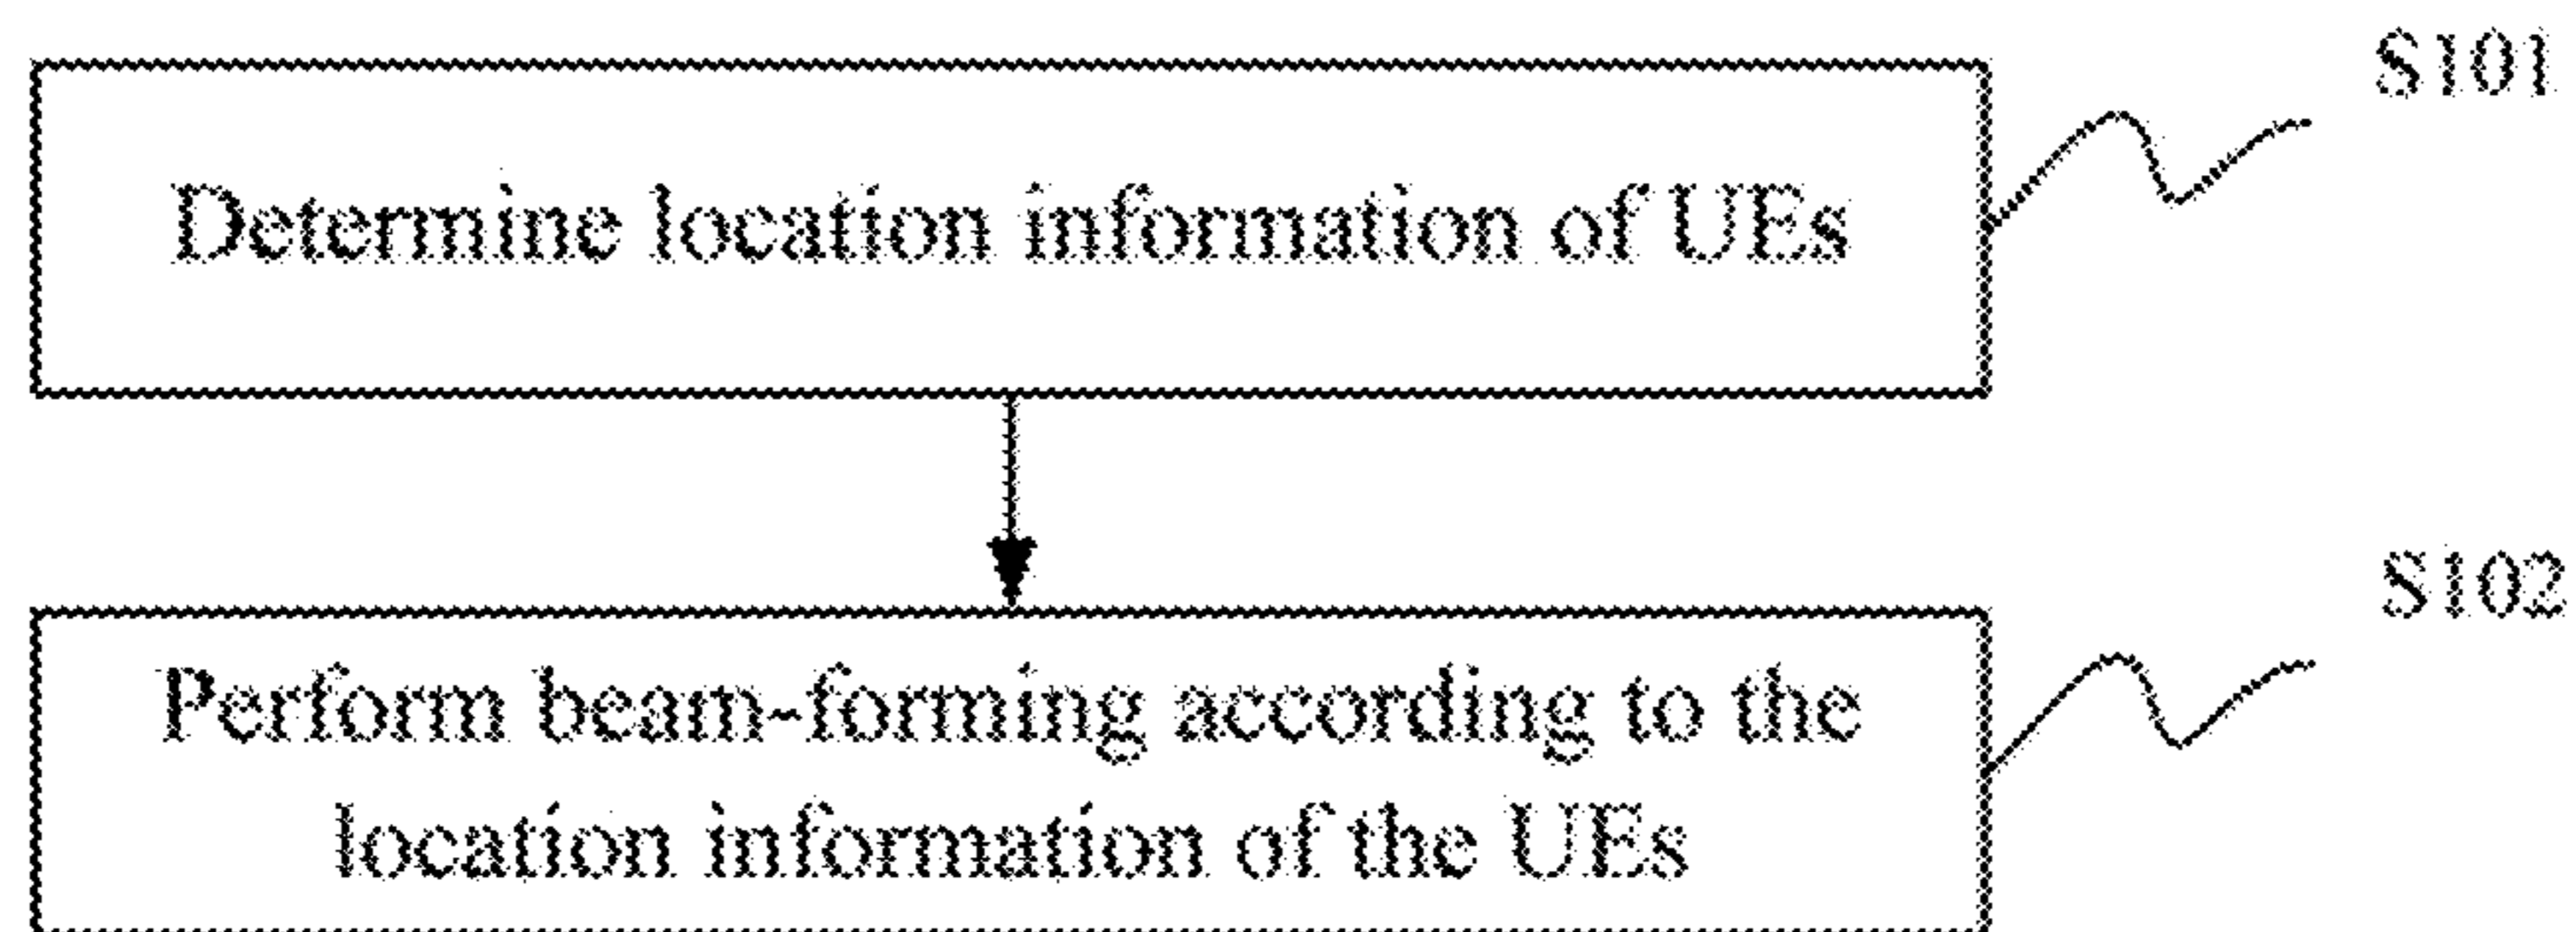 S101
Determine location information of UEs
S102
Perform beam-forming according to the
location information of the UEs